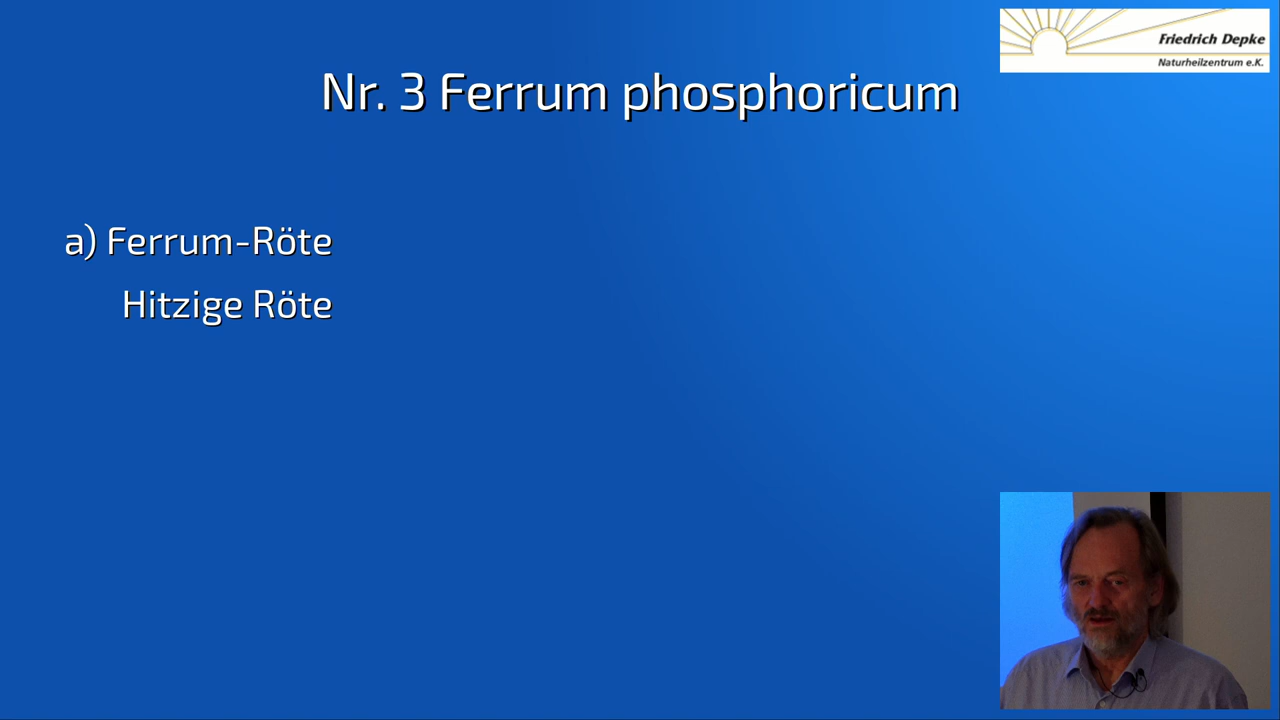 Friedrich Depke
Naturheilzentrum e.K.
Nr. 3 Ferrum phosphoricum
a) Ferrum-Röte
Hitzige Röte